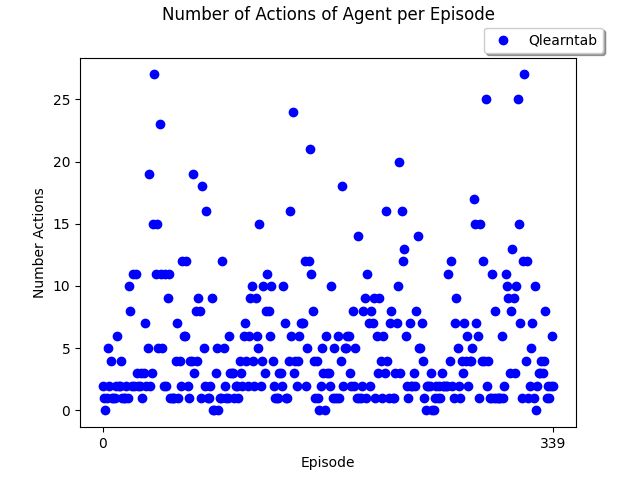 Number of Actions of Agent per Episode
Qlearntab
25
20
15
10
5
0
Number Actions
0
339
Episode